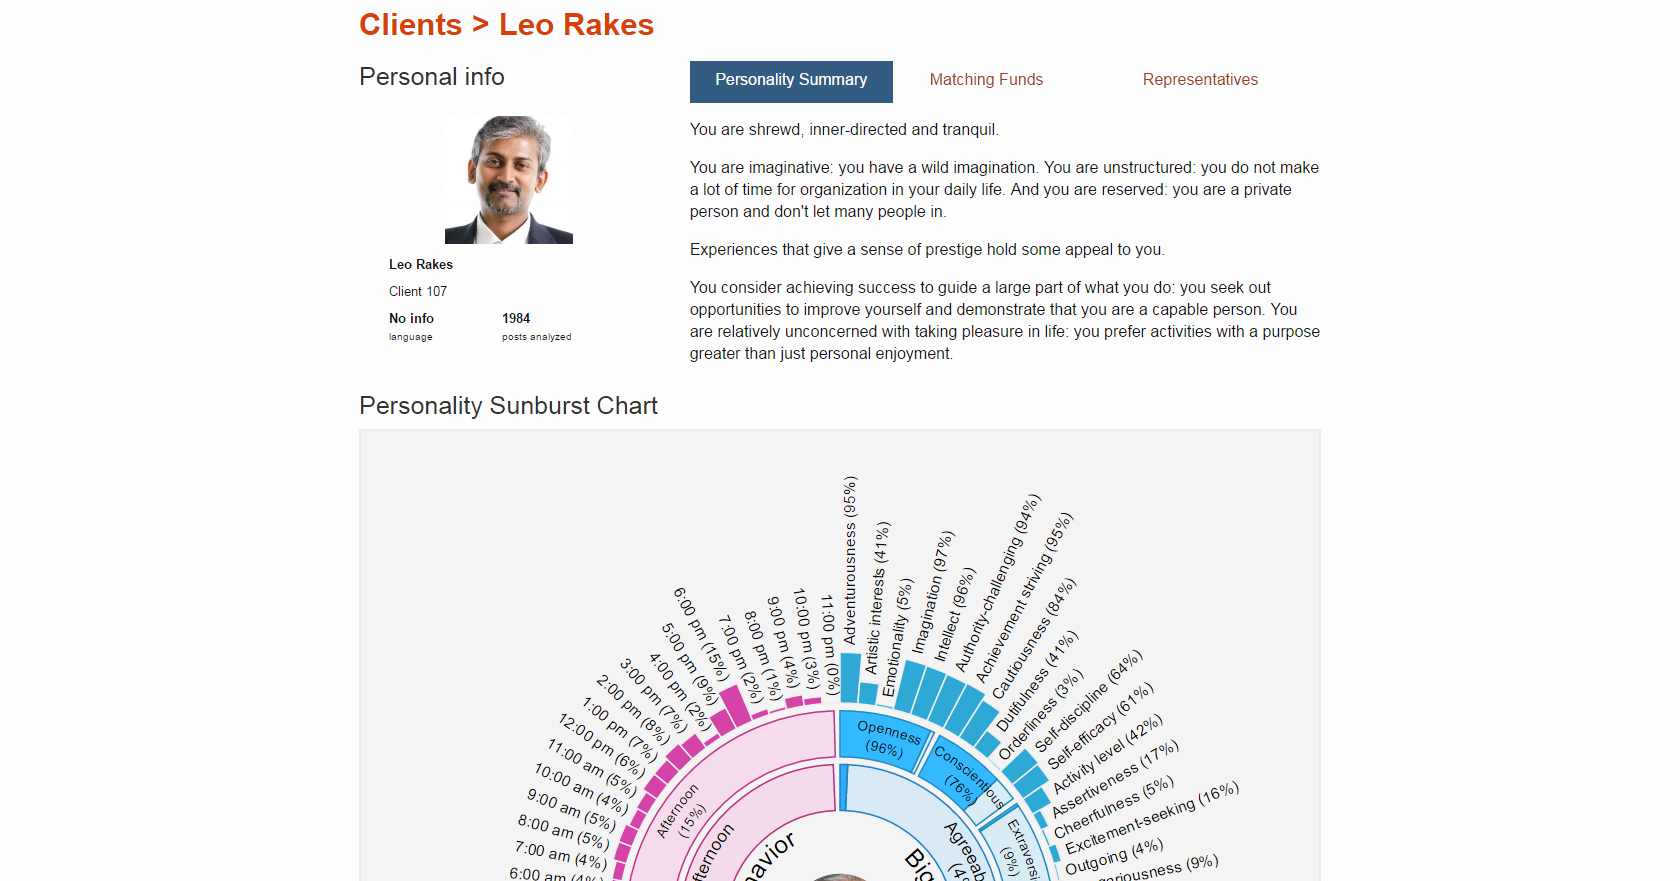 Clients > Leo Rakes
Personal info
Personality Summary
Matching Funds
Representatives
You are shrewd, inner-directed and tranquil.
You are imaginative: you have a wild imagination. You are unstructured: you do not make
a lot of time for organization in your daily life. And you are reserved: you are a private
person and don't let many people in.
Experiences that give a sense of prestige hold some appeal to you.
You consider achieving success to guide a large part of what you do: you seek out
opportunities to improve yourself and demonstrate that you are a capable person. You
are relatively unconcerned with taking pleasure in life: you prefer activities with a purpose
greater than just personal enjoyment.
Leo Rakes
Client 107
No info
language
1984
posts analyzed
Personality Sunburst Chart
6:00 am
7:00 am (4%)
8:00 am (5%)
9:00 am (5%)
10:00 am (4%)
11:00 am (5%)
12:00 pm (6%)
1:00 pm (7%)
2:00 pm (8%)
3:00 pm (7%)
4:00 pm (2%)
5:00 pm (9%)
6:00 pm (15%)
7:00 pm (2%)
8:00 pm (1%)
9:00 pm (4%)
10:00 pm (3%)
11:00 pm (0%)
Adventurousness (95%)
Artistic interests (41%)
Emotionality (5%)
Imagination (97%)
Intellect (96%)
Authority-challenging (94%)
Achievement striving (95%)
Cautiousness (84%)
Dutifulness (41%)
Orderliness (3%)
Self-discipline (64%)
Self-efficacy (61%)
Activity level (42%)
Assertiveness (17%)
Cheerfulness (5%)
Excitement-seeking (16%)
Outgoing (4%)
gariousness (9%)
Openness
(96%)
Conscientious
(76%)
Extraversi
(9%)
Afternoon
(15%)
fternoon
avior
Big
Agreeab